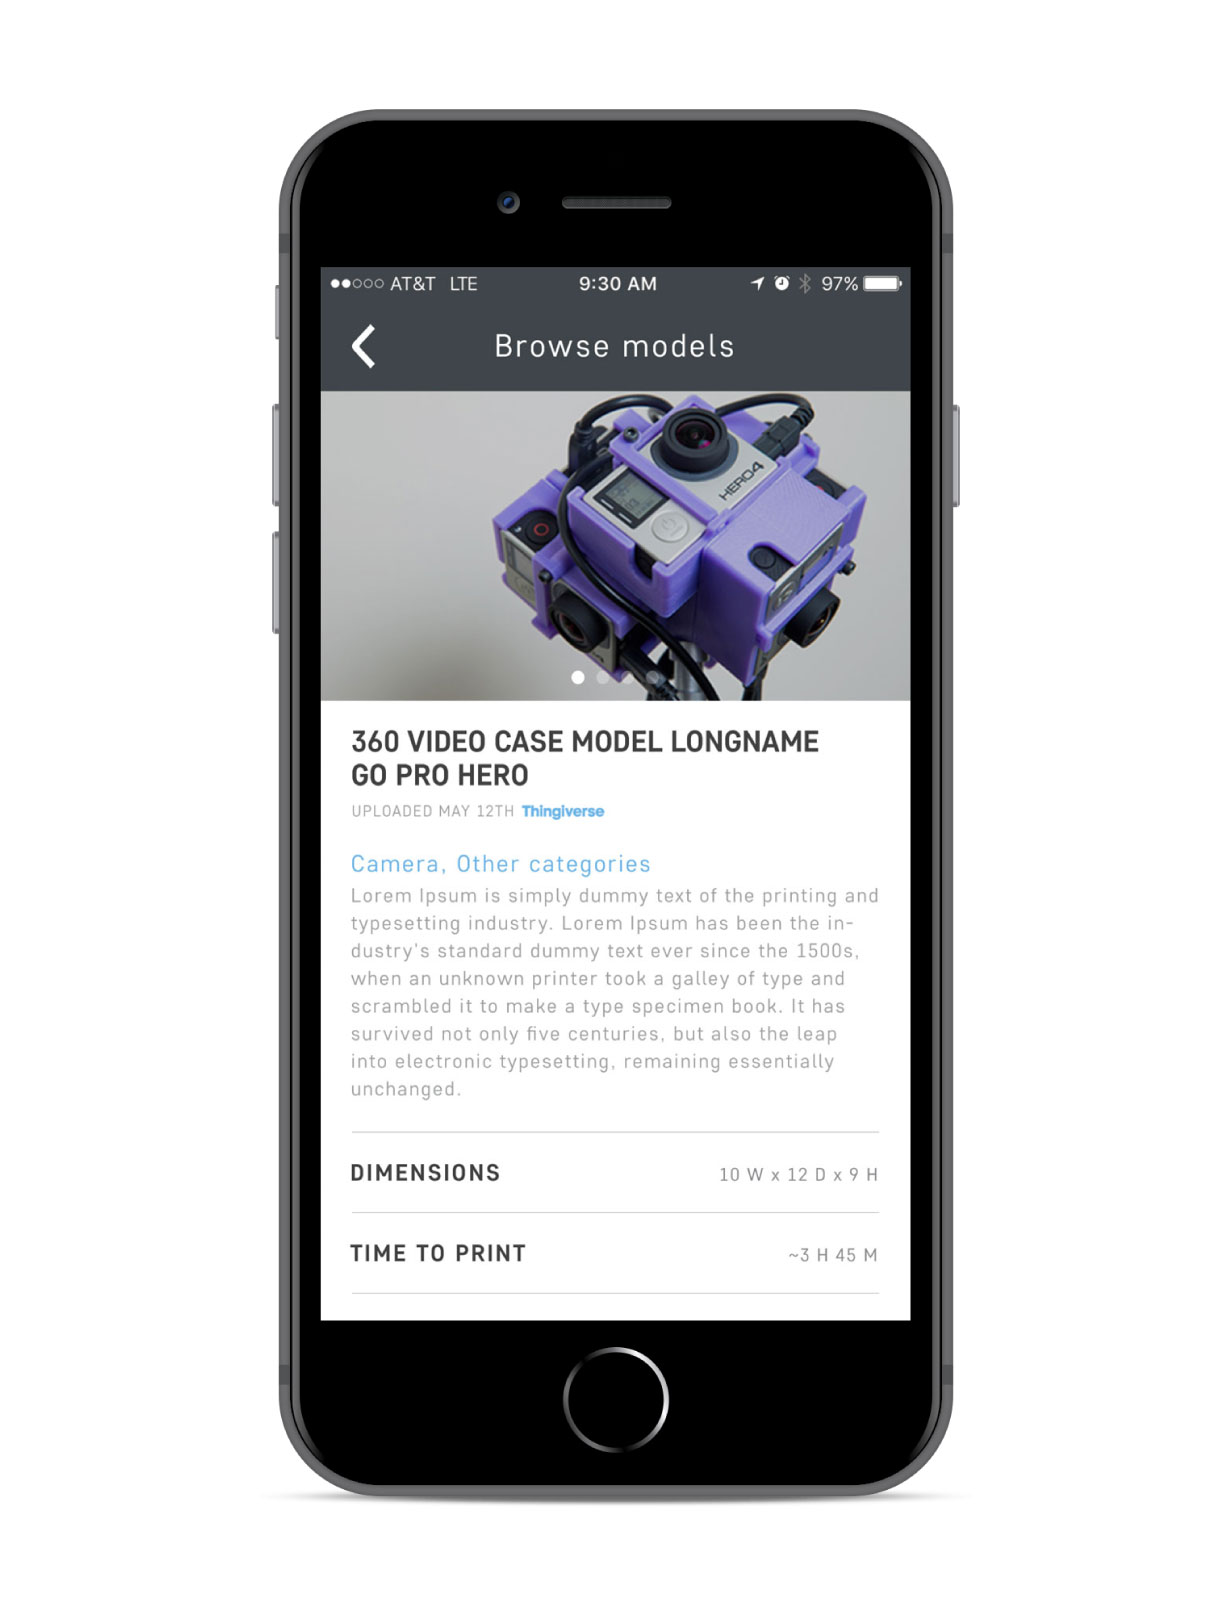 AT&T LTE 9:30 AM 97%
Browse models
HERO4
360 VIDEO CASE MODEL LONGNAME
GO PRO HERO
UPLOADED MAY 12TH Thingiverse
Camera, Other categories
Lorem Ipsum is simply dummy text of the printing and
typesetting industry. Lorem Ipsum has been the in-
dustry's standard dummy text ever since the 1500s,
when an unknown printer took a galley of type and
scrambled it to make a type specimen book. It has
survived not only five centuries, but also the leap
into electronic typesetting, remaining essentially
unchanged.
DIMENSIONS 10 W x 12 D x 9 H
TIME TO PRINT ~3 H 45 M